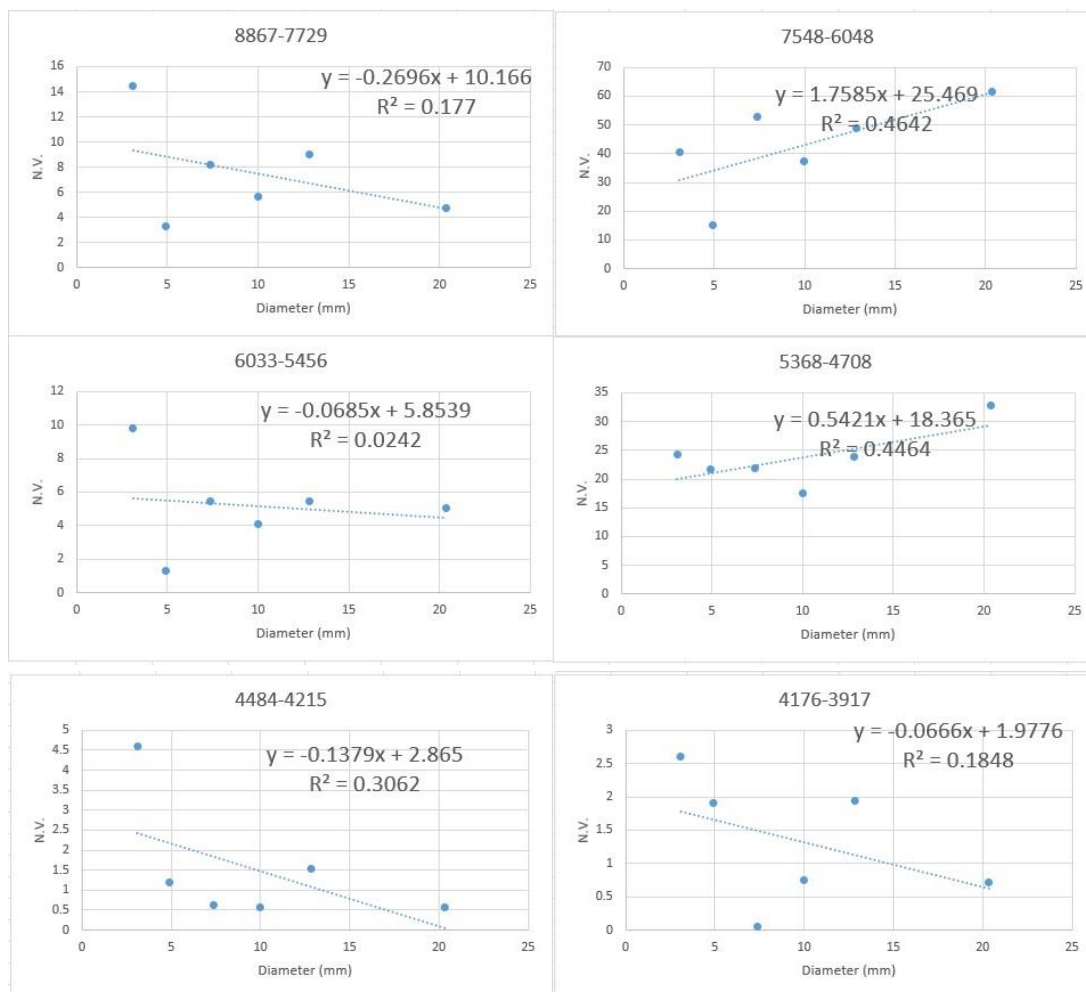 8867-7729
y = -0.2696x + 10.166
R² = 0.177
N.V.
16
14
12
10
8
6
4
2
0
0 5 10 15 20 25
Diameter (mm)
7548-6048
y = 1.7585x + 25.469
R² = 0.4642
N.V.
70
60
50
40
30
20
10
0
0 5 10 15 20 25
Diameter (mm)
6033-5456
y = -0.0685x + 5.8539
R² = 0.0242
N.V.
12
10
8
6
4
2
0
0 5 10 15 20 25
Diameter (mm)
5368-4708
y = 0.5421x + 18.365
R² = 0.4464
N.V.
35
30
25
20
15
10
5
0
0 5 10 15 20 25
Diameter (mm)
4484-4215
y = -0.1379x + 2.865
R² = 0.3062
N.V.
5
4.5
4
3.5
3
2.5
2
1.5
1
0.5
0
0 5 10 15 20 25
Diameter (mm)
4176-3917
y = -0.0666x + 1.9776
R² = 0.1848
N.V.
3
2.5
2
1.5
1
0.5
0
0 5 10 15 20 25
Diameter (mm)